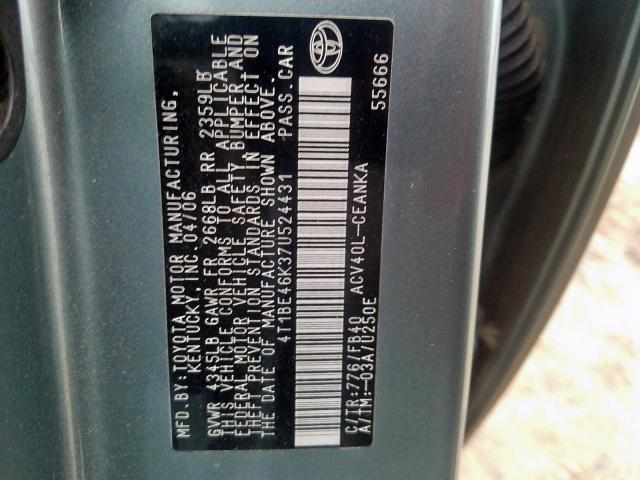 MFD.BY:TOYOTA MOTOR MANUFACTURING,
KENTUCKY, INC. 04/06
GVWR 4345LB GAWR FR 2668LB RR 2359LB
THIS VEHICLE CONFORMS TO ALL APPLICABLE
FEDERAL MOTOR VEHICLE SAFETY, BUMPER, AND
THEFT PREVENTION STANDARDS IN EFFECT ON
THE DATE OF MANUFACTURE SHOWN ABOVE.
4T1BE46K37U524431 PASS.CAR
C/TR:776/FB40 ACV40L-CEANKA
A/TM:-03A/U250E 55666